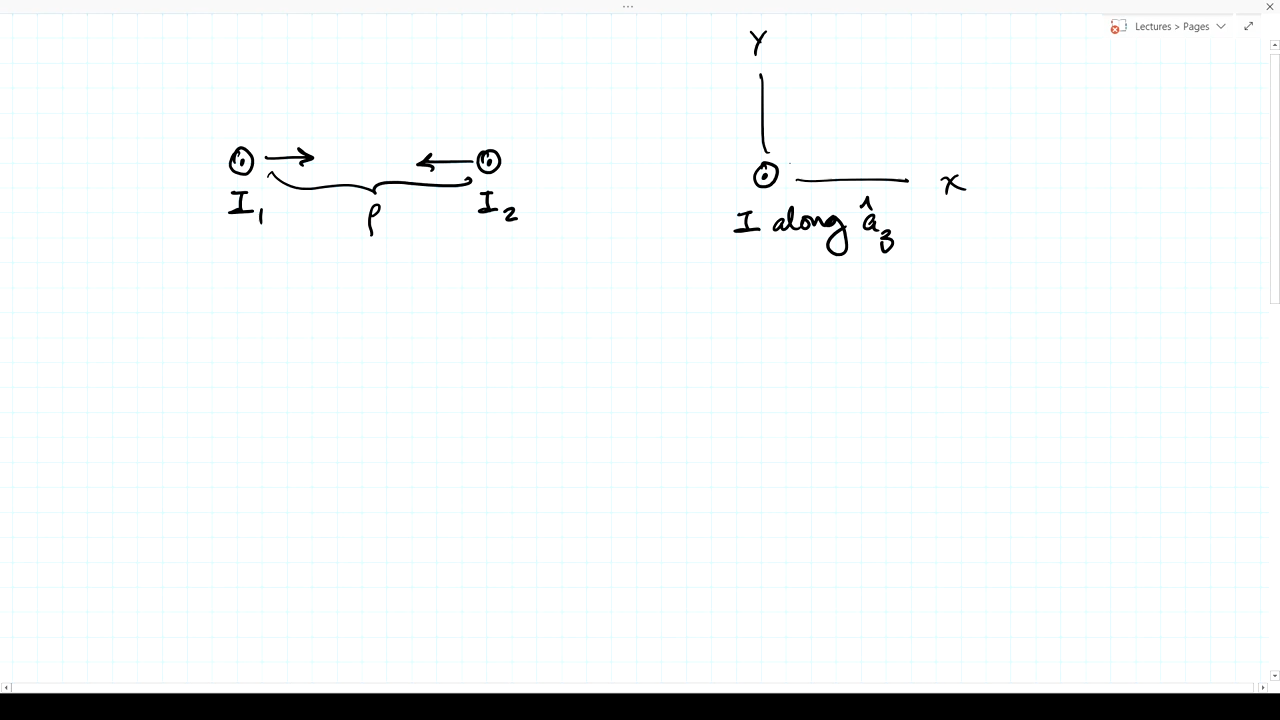 Lectures > Pages
Y
I₁
ρ
I₂
x
I along â₃